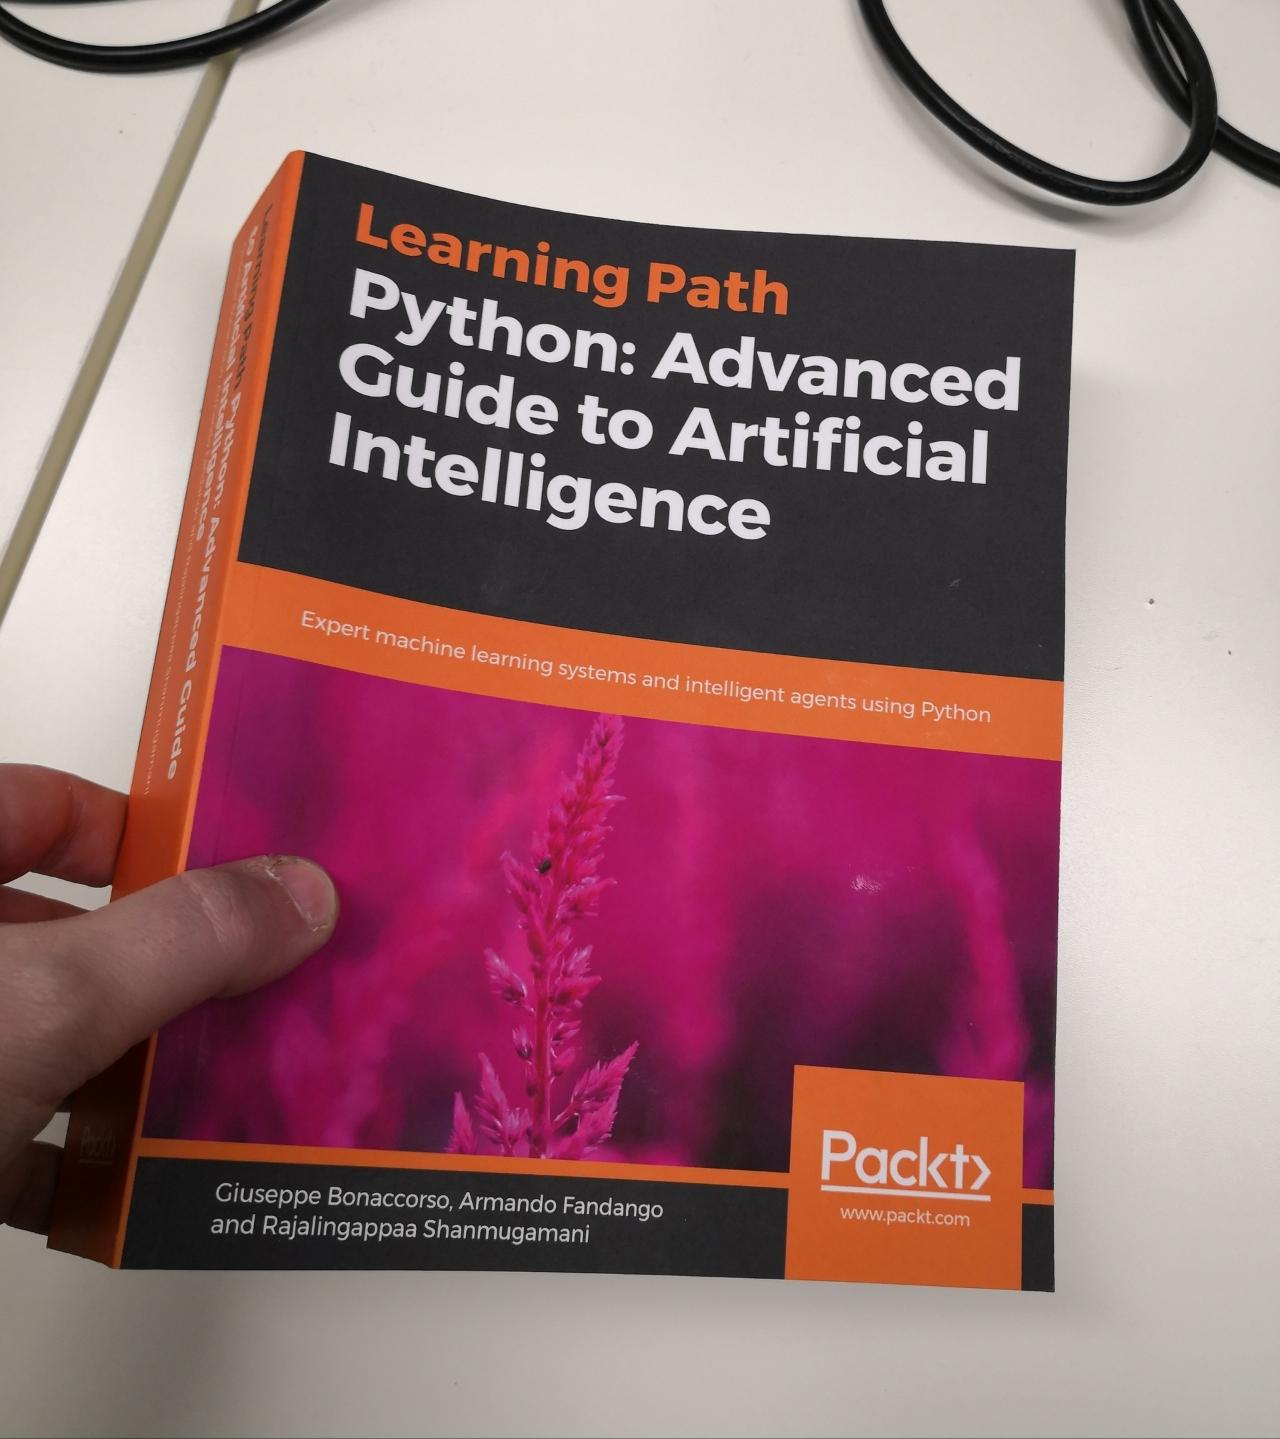 Learning Path
Python: Advanced
Guide to Artificial
Intelligence
Expert machine learning systems and intelligent agents using Python
Giuseppe Bonaccorso, Armando Fandango
and Rajalingappaa Shanmugamani
Packt>
www.packt.com
Learning Path Python: Advanced Guide
to Artificial Intelligence
Packt>